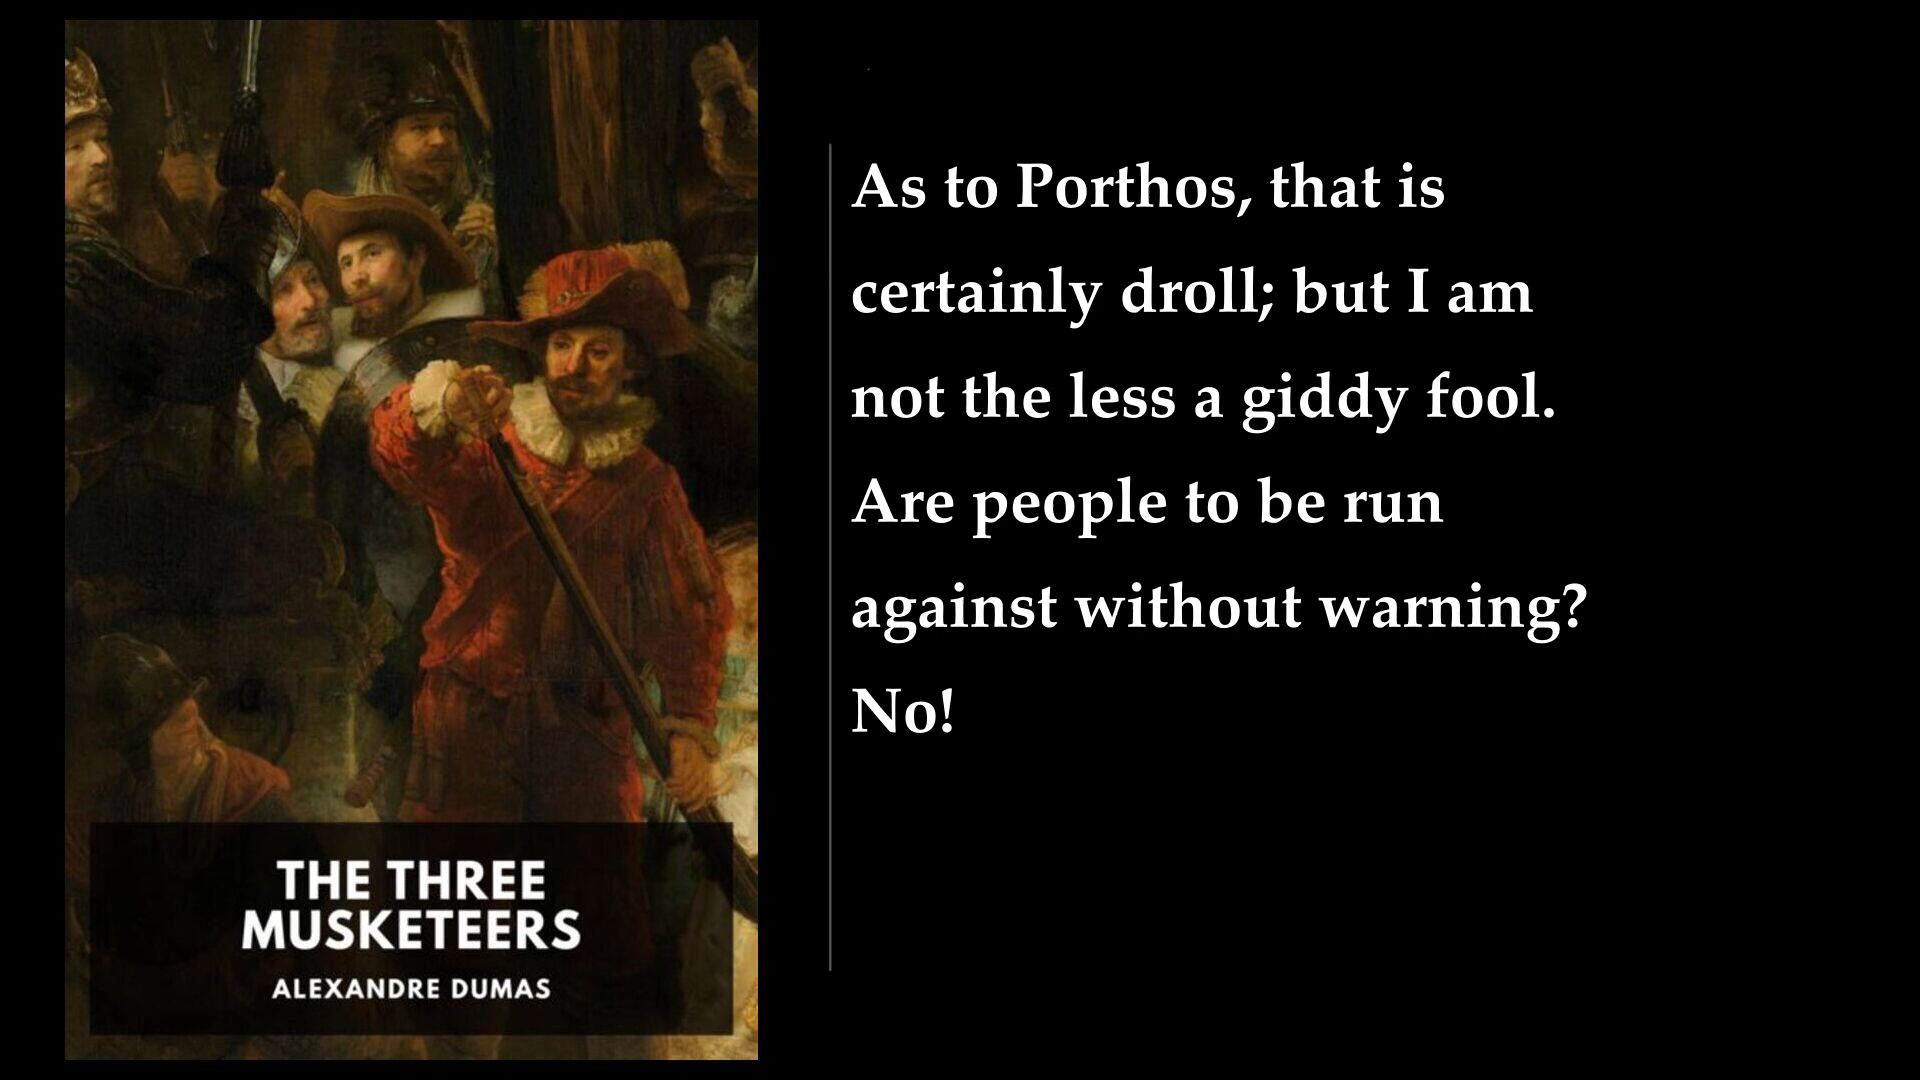 As to Porthos, that is
certainly droll; but I am
not the less a giddy fool.
Are people to be run
against without warning?
No!
THE THREE
MUSKETEERS
ALEXANDRE DUMAS